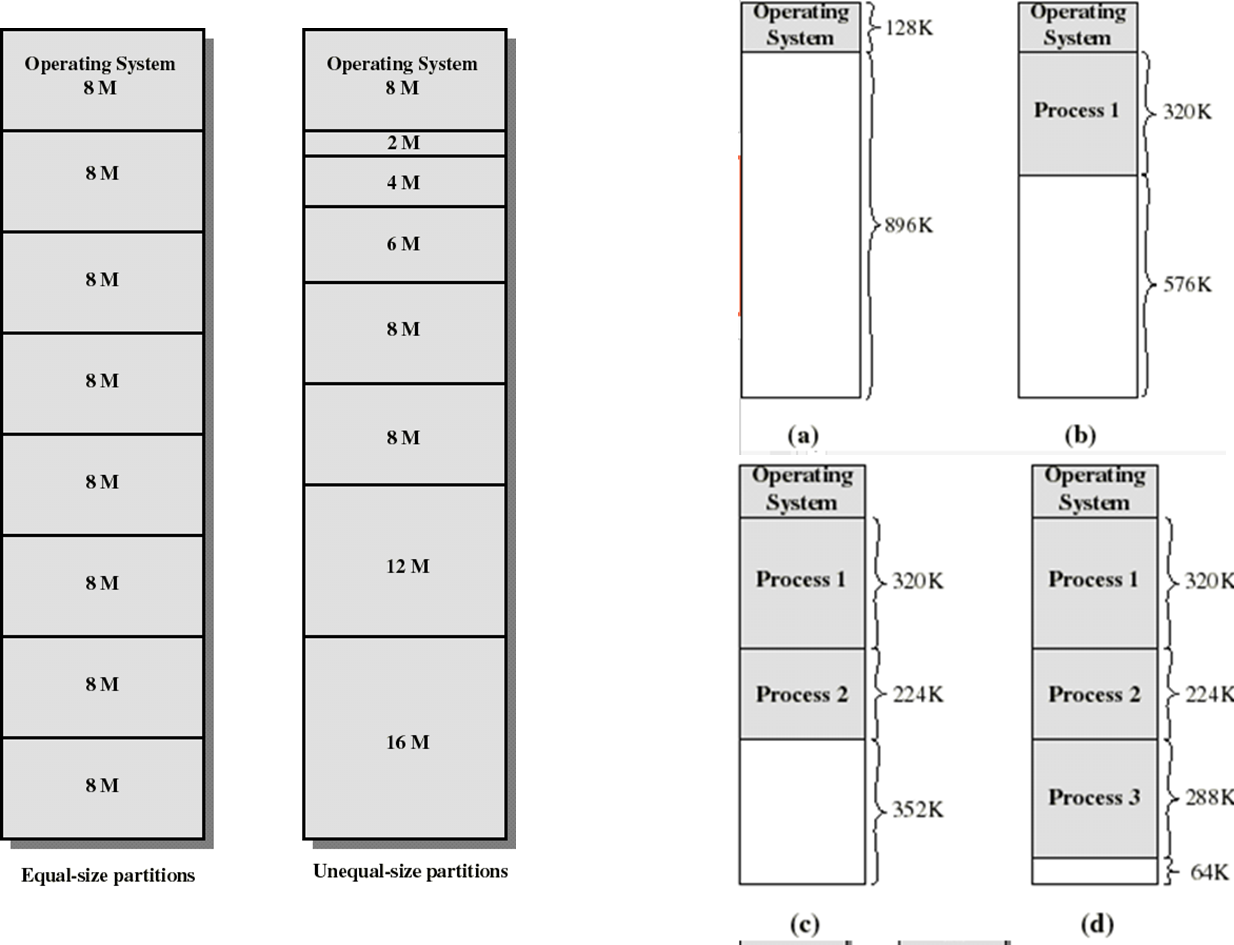 Operating System
8 M
8 M
8 M
8 M
8 M
8 M
8 M
8 M
Equal-size partitions
Operating System
8 M
2 M
4 M
6 M
8 M
8 M
12 M
16 M
Unequal-size partitions
Operating
System
128K
896K
(a)
Operating
System
Process 1
320K
576K
(b)
Operating
System
Process 1
320K
Process 2
224K
352K
(c)
Operating
System
Process 1
320K
Process 2
224K
Process 3
288K
64K
(d)